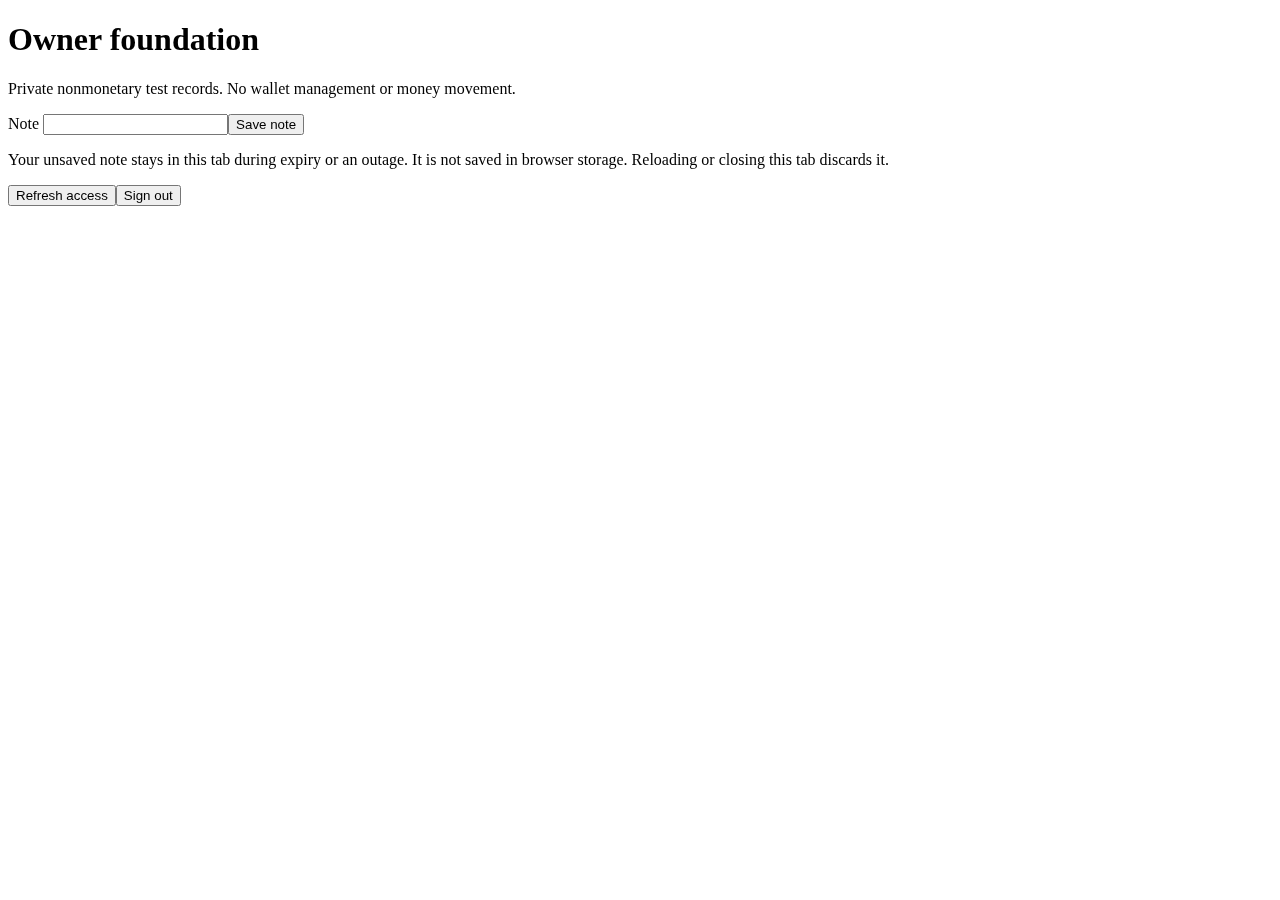 Owner foundation
Private nonmonetary test records. No wallet management or money movement.
Note Save note
Your unsaved note stays in this tab during expiry or an outage. It is not saved in browser storage. Reloading or closing this tab discards it.
Refresh access Sign out